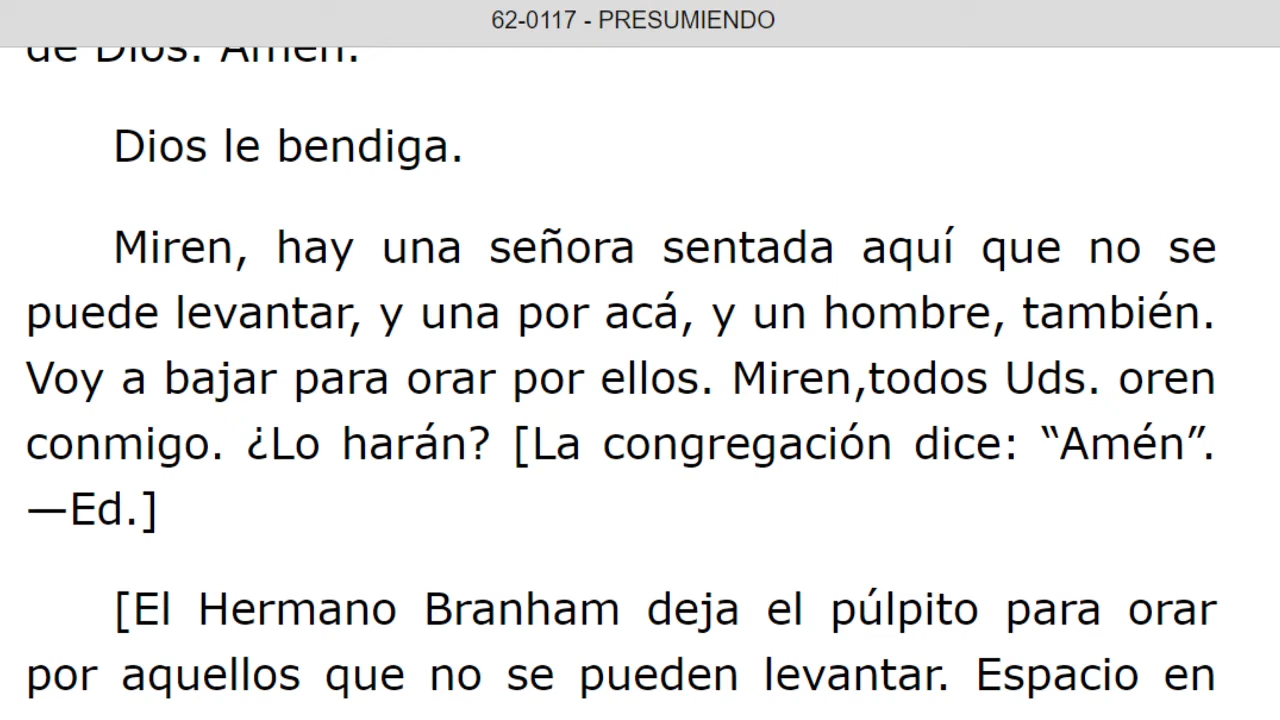 62-0117 - PRESUMIENDO
de Dios. Amén.
Dios le bendiga.
Miren, hay una señora sentada aquí que no se
puede levantar, y una por acá, y un hombre, también.
Voy a bajar para orar por ellos. Miren,todos Uds. oren
conmigo. ¿Lo harán? [La congregación dice: “Amén”.
—Ed.]
[El Hermano Branham deja el púlpito para orar
por aquellos que no se pueden levantar. Espacio en